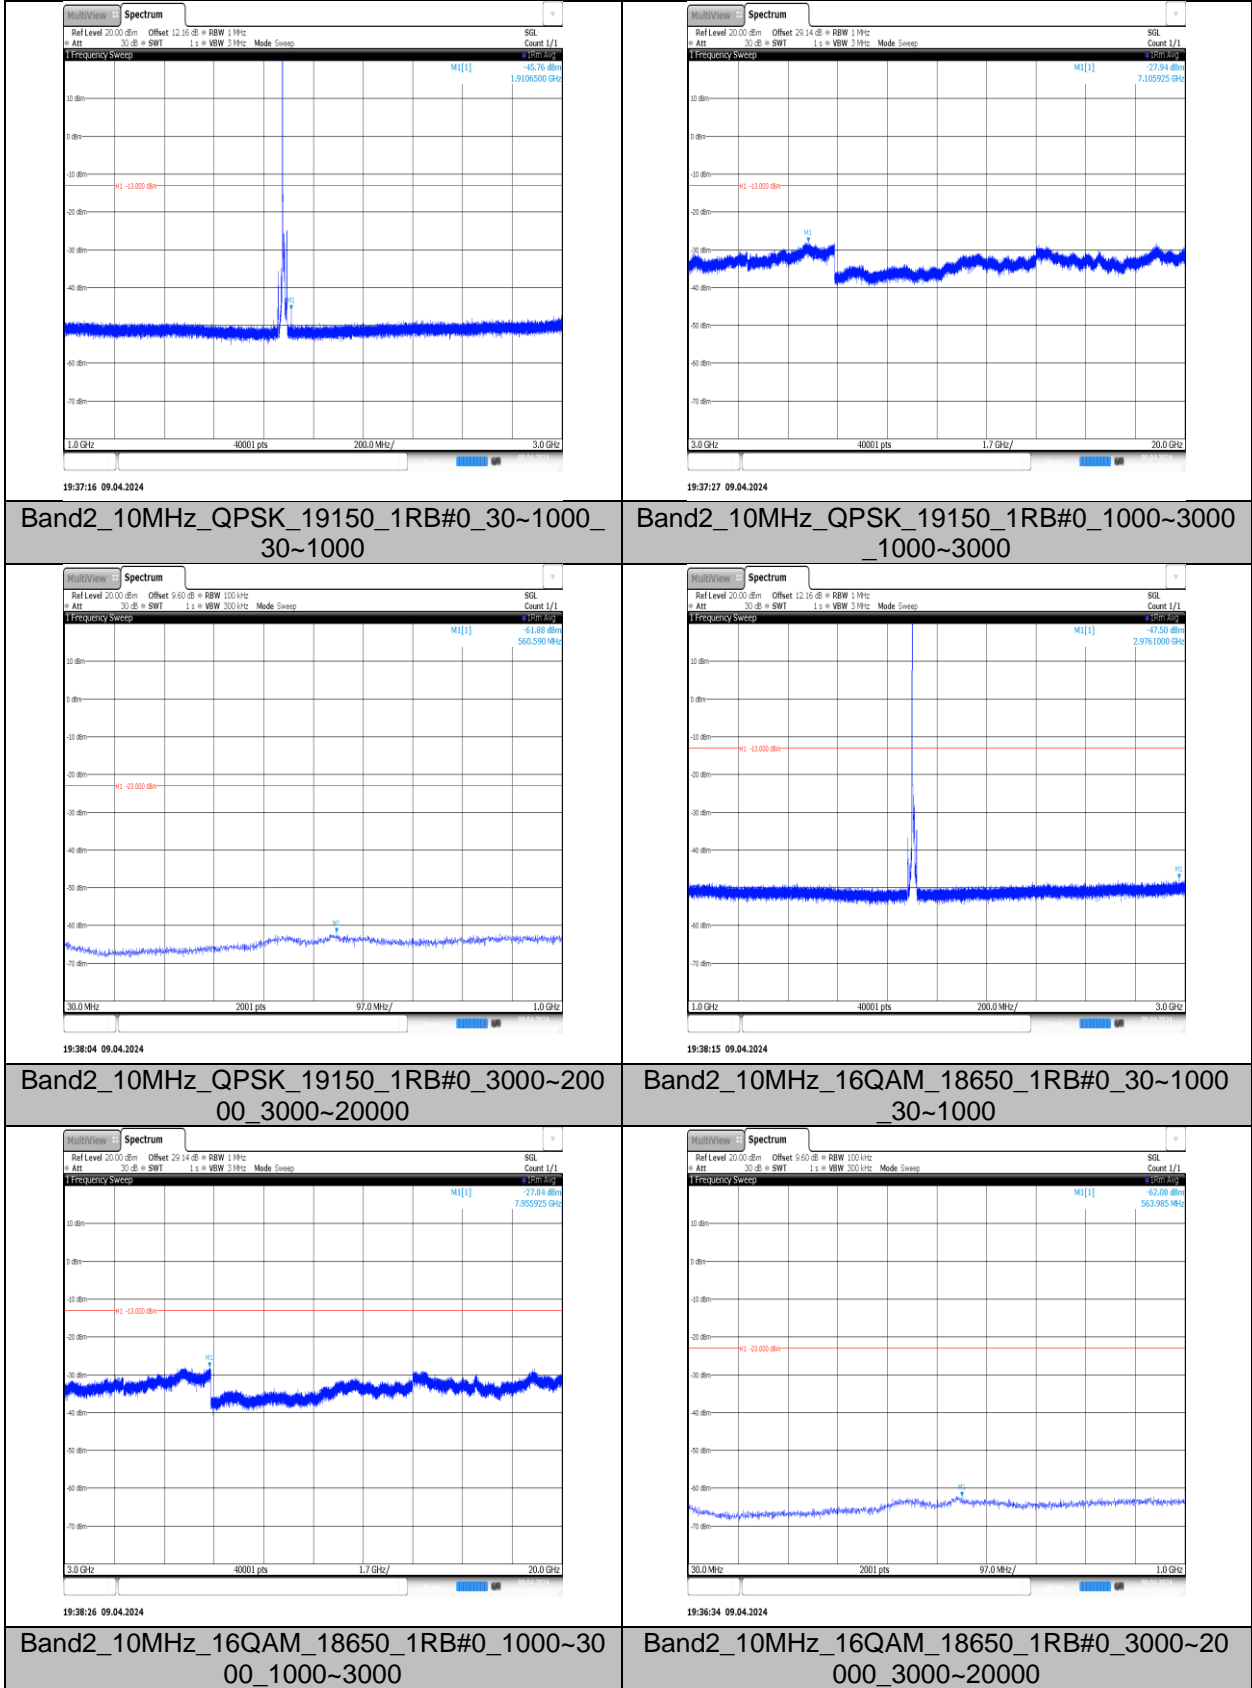 MultiView Spectrum
Ref Level 20.00 dBm Offset 12.16 dB RBW 1 MHz SGL
Att 30 dB SWT 1 s VBW 3 MHz Mode Sweep Count 1/1
1 Frequency Sweep 1Rm Avg
M1[1] -45.76 dBm
1.9106500 GHz
10 dBm
0 dBm
-10 dBm
H1 -13.000 dBm
-20 dBm
-30 dBm
M1
-40 dBm
-50 dBm
-60 dBm
-70 dBm
1.0 GHz 40001 pts 200.0 MHz/ 3.0 GHz
19:37:16 09.04.2024
MultiView Spectrum
Ref Level 20.00 dBm Offset 29.14 dB RBW 1 MHz SGL
Att 30 dB SWT 1 s VBW 3 MHz Mode Sweep Count 1/1
1 Frequency Sweep 1Rm Avg
M1[1] -27.94 dBm
7.105925 GHz
10 dBm
0 dBm
-10 dBm
H1 -13.000 dBm
-20 dBm
M1
-30 dBm
-40 dBm
-50 dBm
-60 dBm
-70 dBm
3.0 GHz 40001 pts 1.7 GHz/ 20.0 GHz
19:37:27 09.04.2024
Band2_10MHz_QPSK_19150_1RB#0_30~1000_
30~1000
Band2_10MHz_QPSK_19150_1RB#0_1000~3000
_1000~3000
MultiView Spectrum
Ref Level 20.00 dBm Offset 9.60 dB RBW 100 kHz SGL
Att 30 dB SWT 1 s VBW 300 kHz Mode Sweep Count 1/1
1 Frequency Sweep 1Rm Avg
M1[1] -61.88 dBm
560.590 MHz
10 dBm
0 dBm
-10 dBm
-20 dBm
H1 -23.000 dBm
-30 dBm
-40 dBm
-50 dBm
-60 dBm
M1
-70 dBm
30.0 MHz 2001 pts 97.0 MHz/ 1.0 GHz
19:38:04 09.04.2024
MultiView Spectrum
Ref Level 20.00 dBm Offset 12.16 dB RBW 1 MHz SGL
Att 30 dB SWT 1 s VBW 3 MHz Mode Sweep Count 1/1
1 Frequency Sweep 1Rm Avg
M1[1] -47.50 dBm
2.9761000 GHz
10 dBm
0 dBm
-10 dBm
H1 -13.000 dBm
-20 dBm
-30 dBm
-40 dBm
M1
-50 dBm
-60 dBm
-70 dBm
1.0 GHz 40001 pts 200.0 MHz/ 3.0 GHz
19:38:15 09.04.2024
Band2_10MHz_QPSK_19150_1RB#0_3000~200
00_3000~20000
Band2_10MHz_16QAM_18650_1RB#0_30~1000
_30~1000
MultiView Spectrum
Ref Level 20.00 dBm Offset 29.14 dB RBW 1 MHz SGL
Att 30 dB SWT 1 s VBW 3 MHz Mode Sweep Count 1/1
1 Frequency Sweep 1Rm Avg
M1[1] -27.84 dBm
7.955925 GHz
10 dBm
0 dBm
-10 dBm
H1 -13.000 dBm
-20 dBm
M1
-30 dBm
-40 dBm
-50 dBm
-60 dBm
-70 dBm
3.0 GHz 40001 pts 1.7 GHz/ 20.0 GHz
19:38:26 09.04.2024
MultiView Spectrum
Ref Level 20.00 dBm Offset 9.60 dB RBW 100 kHz SGL
Att 30 dB SWT 1 s VBW 300 kHz Mode Sweep Count 1/1
1 Frequency Sweep 1Rm Avg
M1[1] -62.08 dBm
563.985 MHz
10 dBm
0 dBm
-10 dBm
-20 dBm
H1 -23.000 dBm
-30 dBm
-40 dBm
-50 dBm
-60 dBm
M1
-70 dBm
30.0 MHz 2001 pts 97.0 MHz/ 1.0 GHz
19:36:34 09.04.2024
Band2_10MHz_16QAM_18650_1RB#0_1000~30
00_1000~3000
Band2_10MHz_16QAM_18650_1RB#0_3000~20
000_3000~20000